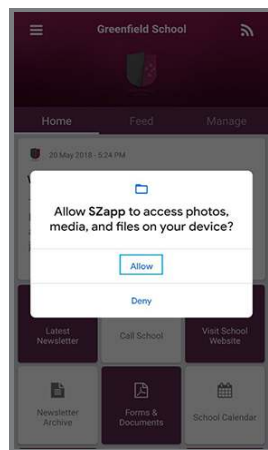 Greenfield School
Home
Feed
Manage
20 May 2018 - 5:24 PM
Allow SZapp to access photos,
media, and files on your device?
Allow
Deny
Latest
Newsletter
Call School
Visit School
Website
Newsletter
Archive
Forms &
Documents
School Calendar